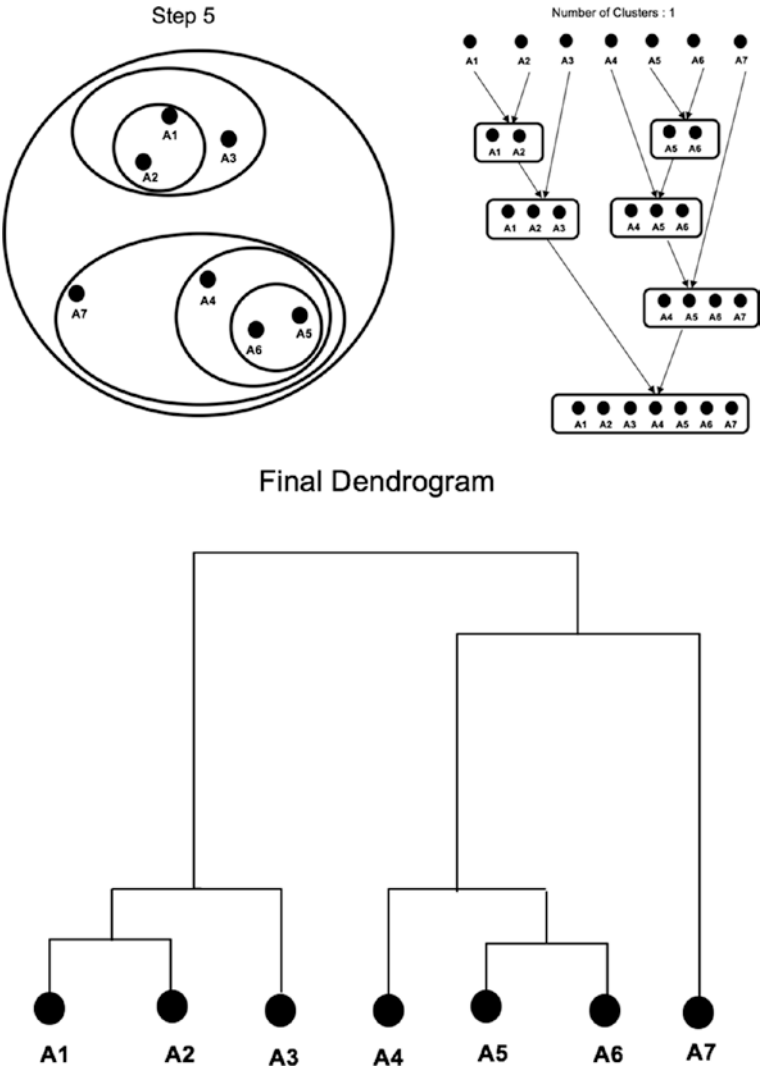 Step 5
A1
A3
A2
A7
A4
A5
A6
Number of Clusters : 1
A1 A2 A3 A4 A5 A6 A7
A1 A2
A5 A6
A1 A2 A3
A4 A5 A6
A4 A5 A6 A7
A1 A2 A3 A4 A5 A6 A7
Final Dendrogram
A1 A2 A3 A4 A5 A6 A7